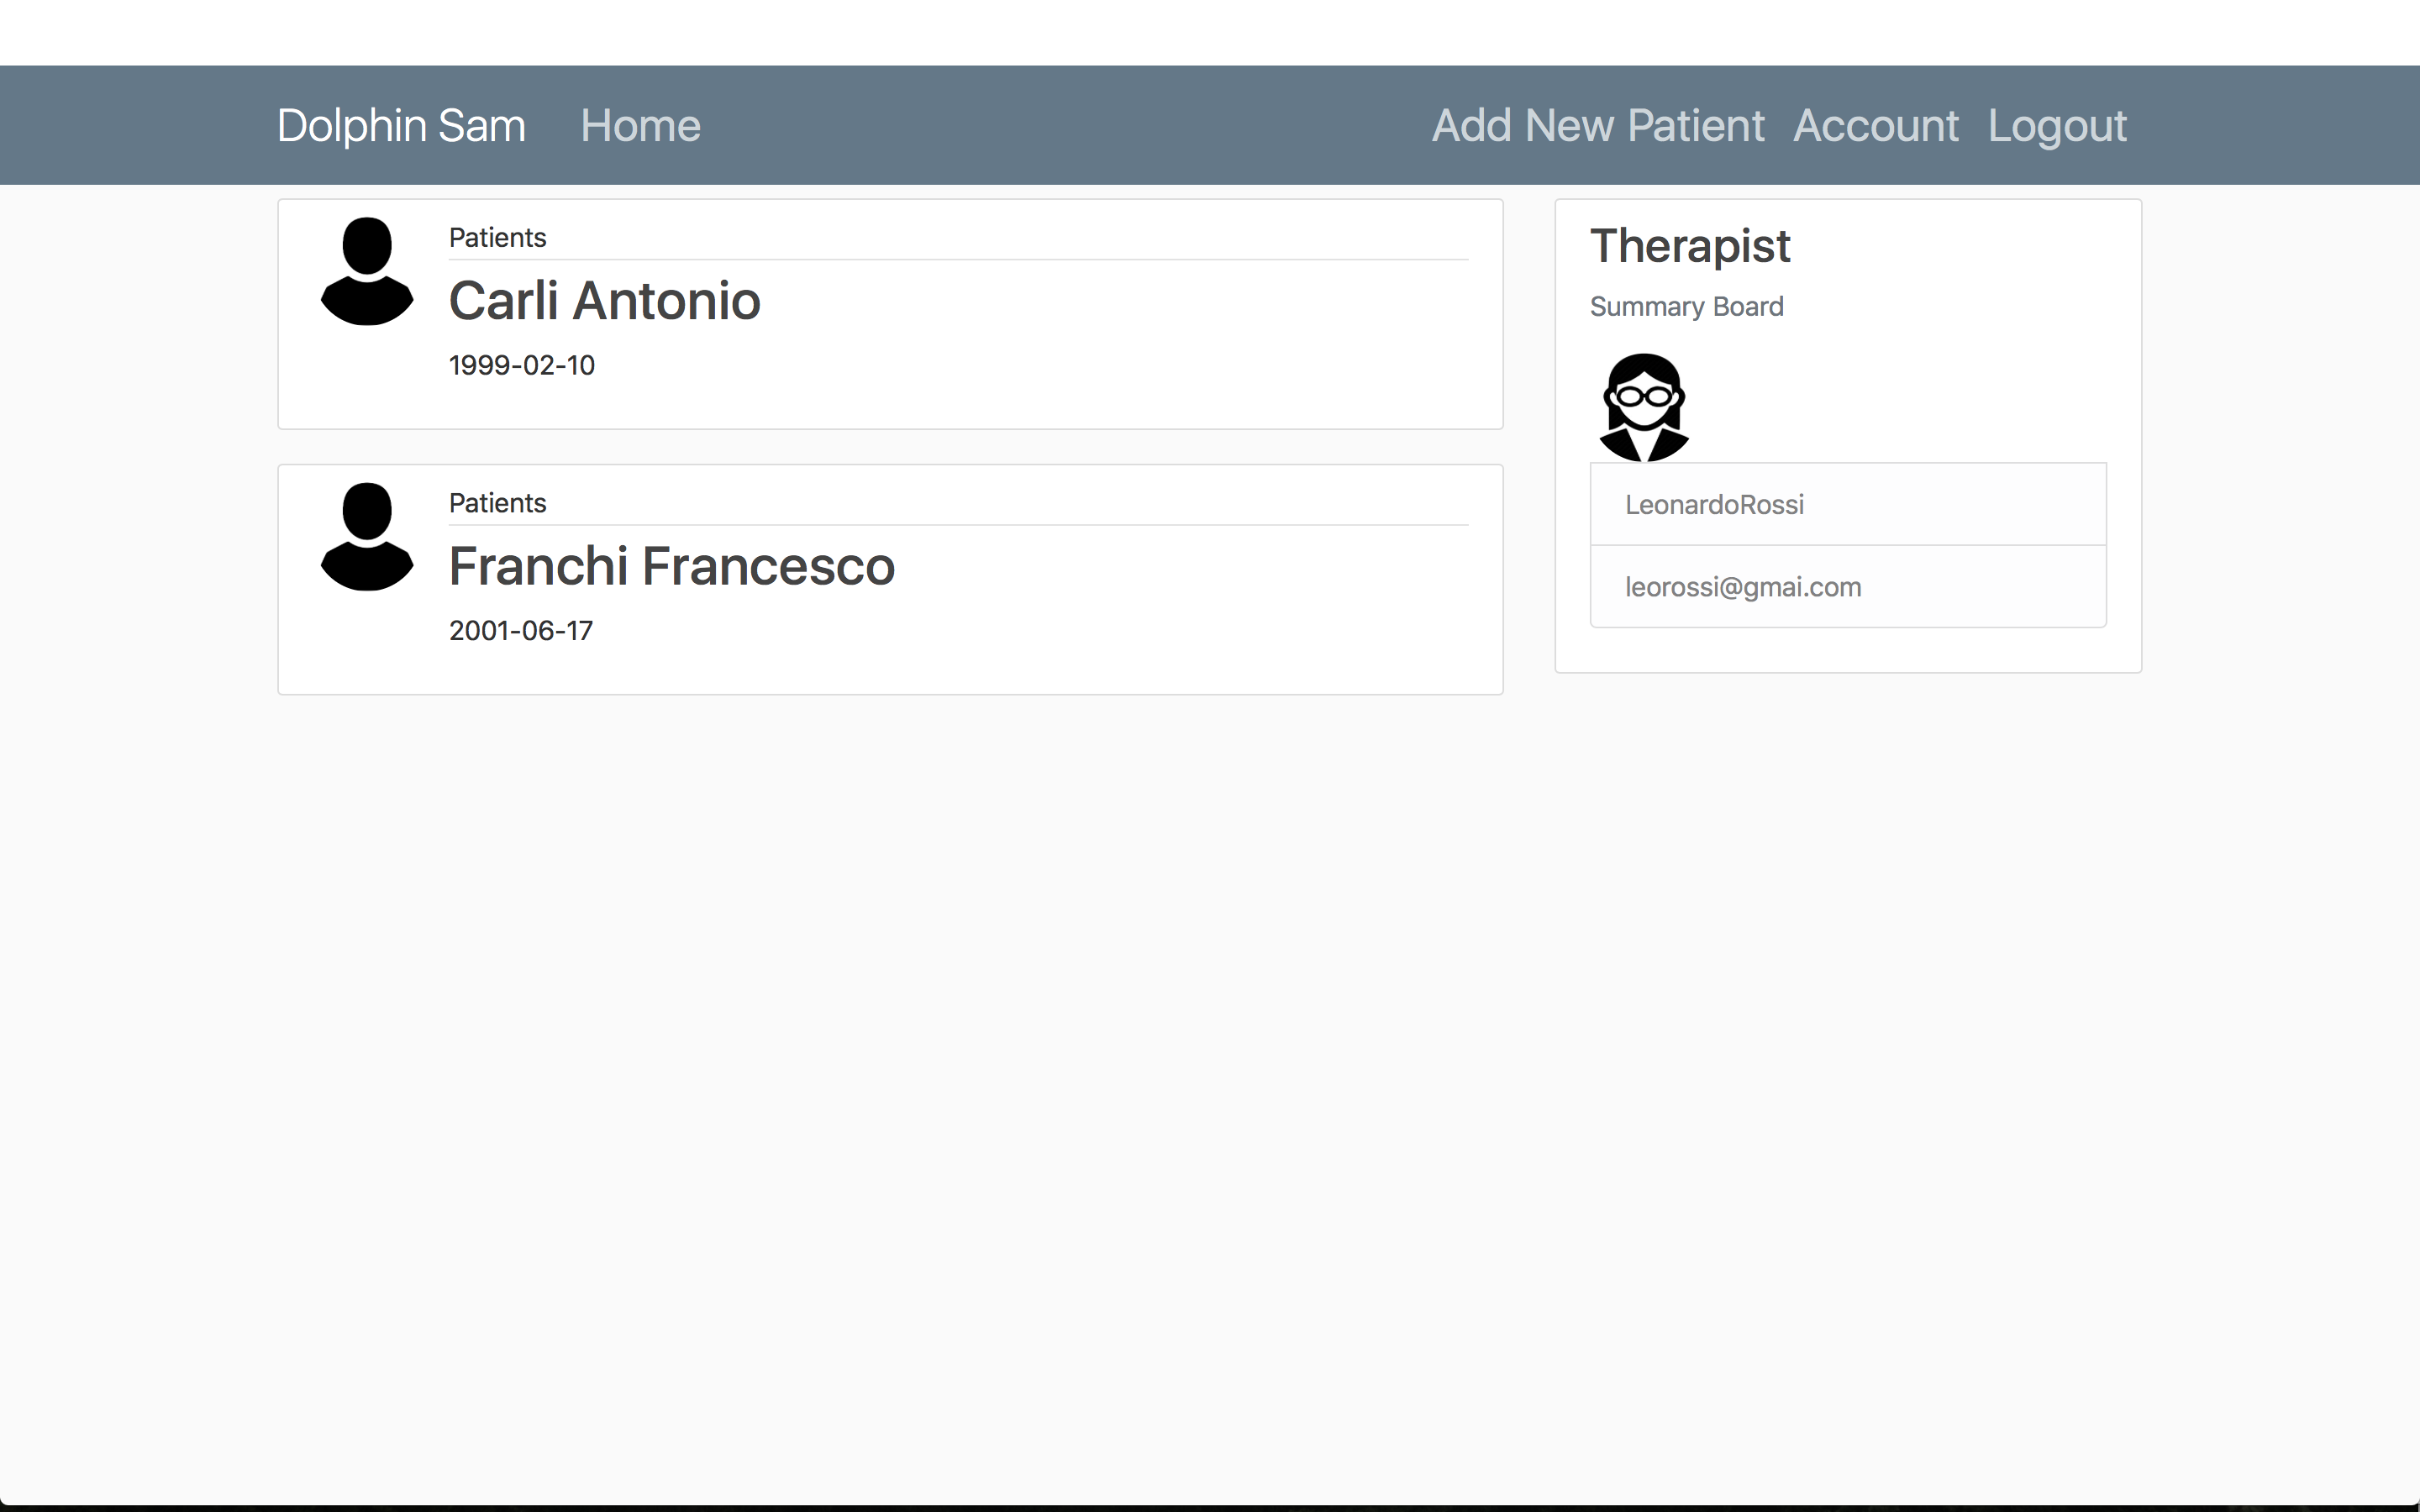 Dolphin Sam Home Add New Patient Account Logout
Patients
Carli Antonio
1999-02-10
Patients
Franchi Francesco
2001-06-17
Therapist
Summary Board
LeonardoRossi
leorossi@gmai.com